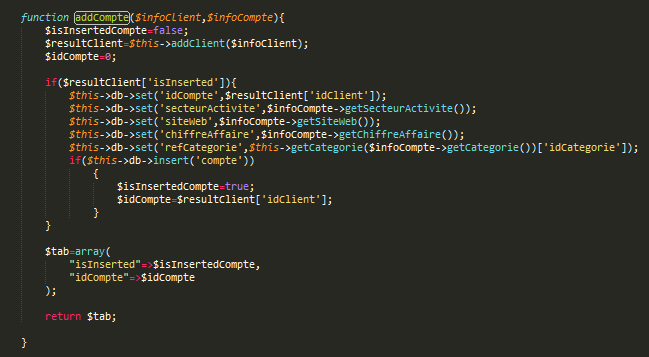 function addCompte($infoClient,$infoCompte){
$isInsertedCompte=false;
$resultClient=$this->addClient($infoClient);
$idCompte=0;
if($resultClient['isInserted']){
$this->db->set('idCompte',$resultClient['idClient']);
$this->db->set('secteurActivite',$infoCompte->getSecteurActivite());
$this->db->set('siteWeb',$infoCompte->getSiteWeb());
$this->db->set('chiffreAffaire',$infoCompte->getChiffreAffaire());
$this->db->set('refCategorie',$this->getCategorie($infoCompte->getCategorie())['idCategorie']);
if($this->db->insert('compte'))
{
$isInsertedCompte=true;
$idCompte=$resultClient['idClient'];
}
}
$tab=array(
"isInserted"=>$isInsertedCompte,
"idCompte"=>$idCompte
);
return $tab;
}